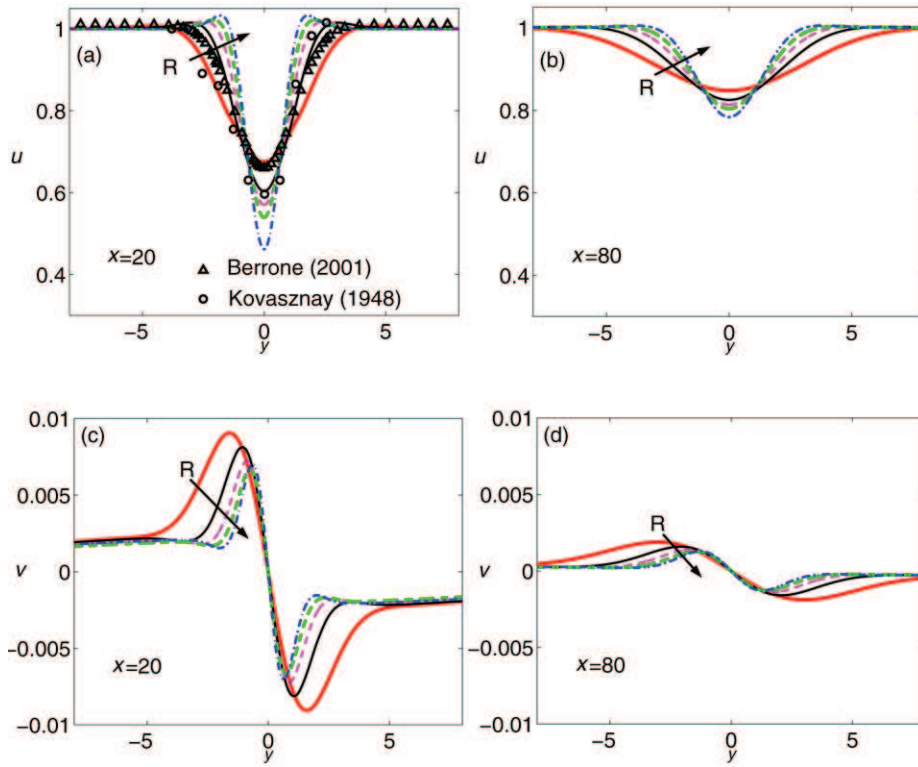 (a)
R
1
0.8
u
0.6
0.4
x=20
Berrone (2001)
Kovasznay (1948)
−5
0
5
y
(b)
R
1
0.8
u
0.6
0.4
x=80
−5
0
5
y
(c)
R
0.01
0.005
v
0
−0.005
−0.01
x=20
−5
0
5
y
(d)
R
0.01
0.005
v
0
−0.005
−0.01
x=80
−5
0
5
y